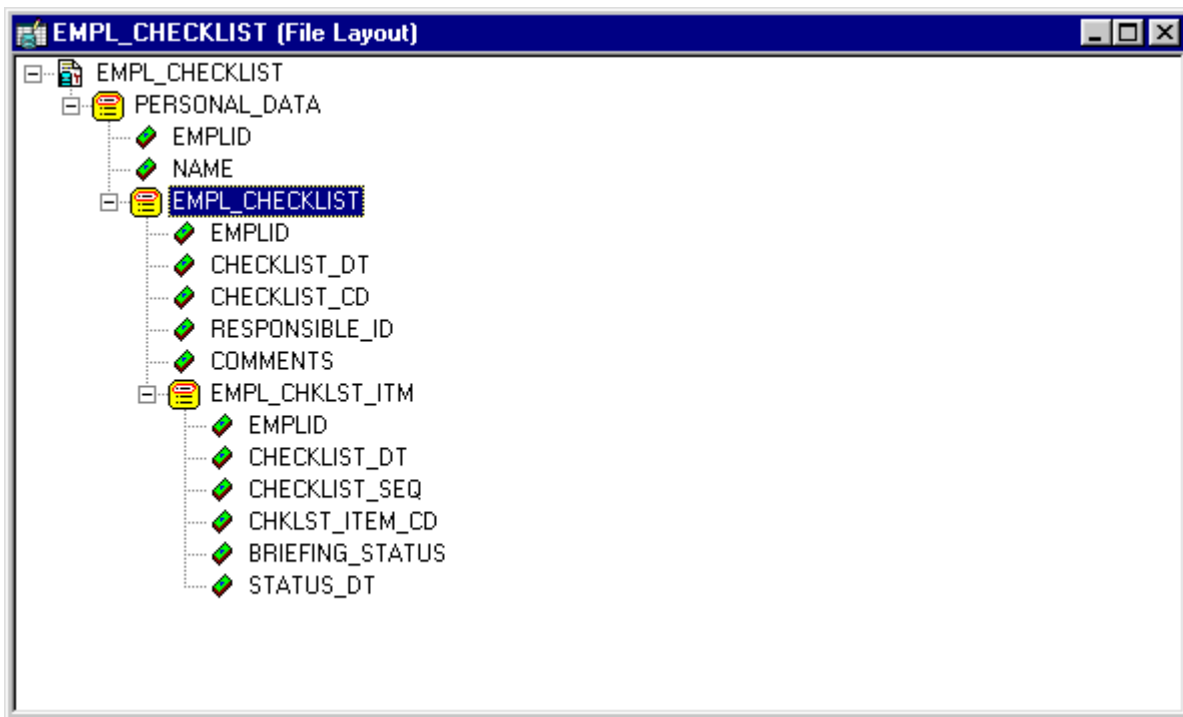 EMPL_CHECKLIST (File Layout)
EMPL_CHECKLIST
PERSONAL_DATA
EMPLID
NAME
EMPL_CHECKLIST
EMPLID
CHECKLIST_DT
CHECKLIST_CD
RESPONSIBLE_ID
COMMENTS
EMPL_CHKLST_ITM
EMPLID
CHECKLIST_DT
CHECKLIST_SEQ
CHKLST_ITEM_CD
BRIEFING_STATUS
STATUS_DT